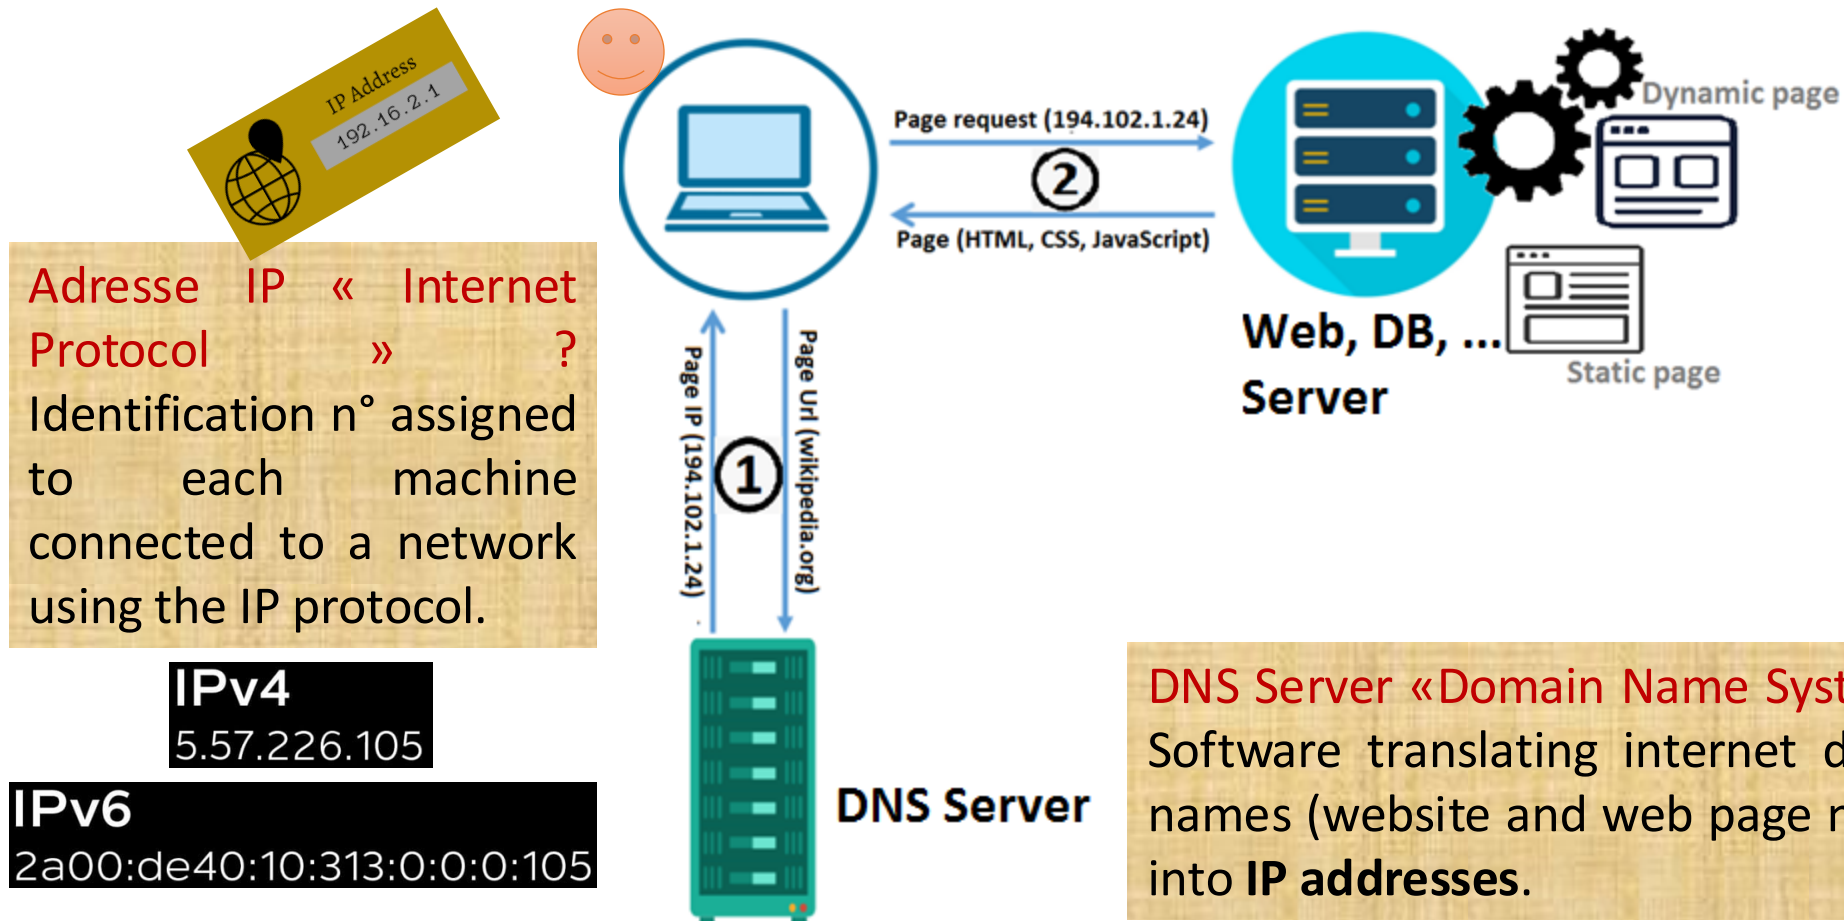 IP Address
192.16.2.1
Adresse IP « Internet
Protocol » ?
Identification n° assigned
to each machine
connected to a network
using the IP protocol.
IPv4
5.57.226.105
IPv6
2a00:de40:10:313:0:0:0:105
Page request (194.102.1.24)
2
Page (HTML, CSS, JavaScript)
Dynamic page
Static page
Web, DB, ...
Server
Page IP (194.102.1.24)
1
Page Url (wikipedia.org)
DNS Server
DNS Server «Domain Name Syst
Software translating internet d
names (website and web page n
into IP addresses.